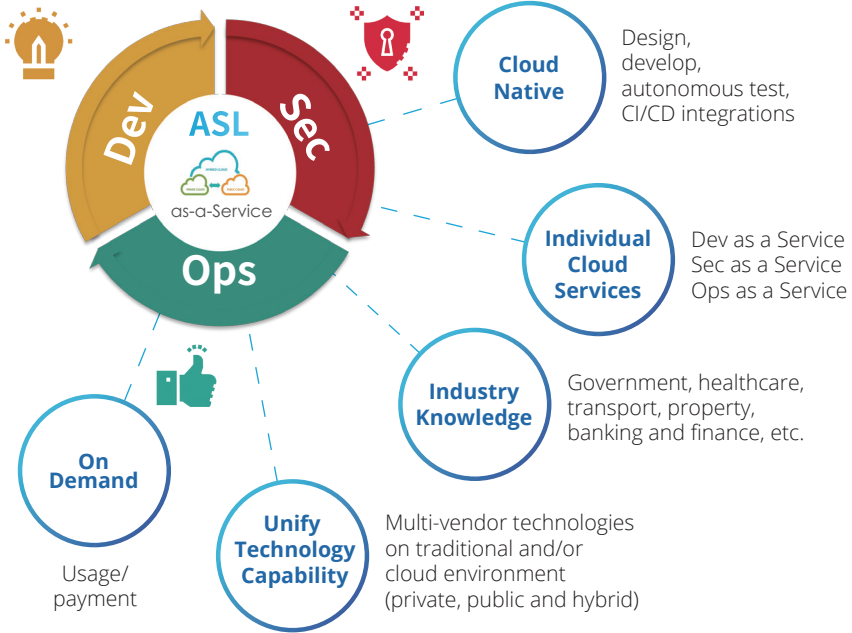 Dev
Sec
Ops
ASL
as-a-Service
Cloud
Native
Design,
develop,
autonomous test,
CI/CD integrations
Individual
Cloud
Services
Dev as a Service
Sec as a Service
Ops as a Service
Industry
Knowledge
Government, healthcare,
transport, property,
banking and finance, etc.
On
Demand
Usage/
payment
Unify
Technology
Capability
Multi-vendor technologies
on traditional and/or
cloud environment
(private, public and hybrid)